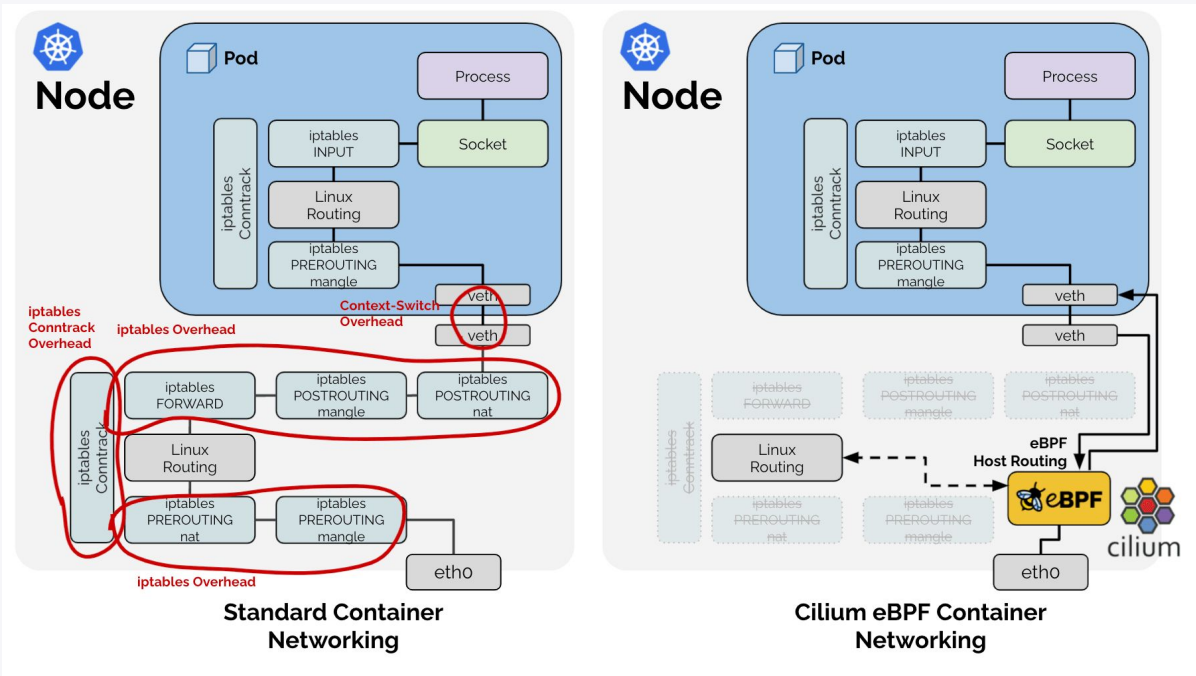 Node
Pod
Process
Socket
iptables
INPUT
iptables
Conntrack
Linux
Routing
iptables
PREROUTING
mangle
veth
Context-Switch
Overhead
veth
iptables
Conntrack
Overhead
iptables Overhead
iptables
Conntrack
iptables
FORWARD
iptables
POSTROUTING
mangle
iptables
POSTROUTING
nat
Linux
Routing
iptables
PREROUTING
nat
iptables
PREROUTING
mangle
iptables Overhead
eth0
Standard Container
Networking
Node
Pod
Process
Socket
iptables
INPUT
iptables
Conntrack
Linux
Routing
iptables
PREROUTING
mangle
veth
veth
iptables
Conntrack
iptables
FORWARD
iptables
POSTROUTING
mangle
iptables
POSTROUTING
nat
Linux
Routing
eBPF
Host Routing
eBPF
iptables
PREROUTING
nat
iptables
PREROUTING
mangle
cilium
eth0
Cilium eBPF Container
Networking